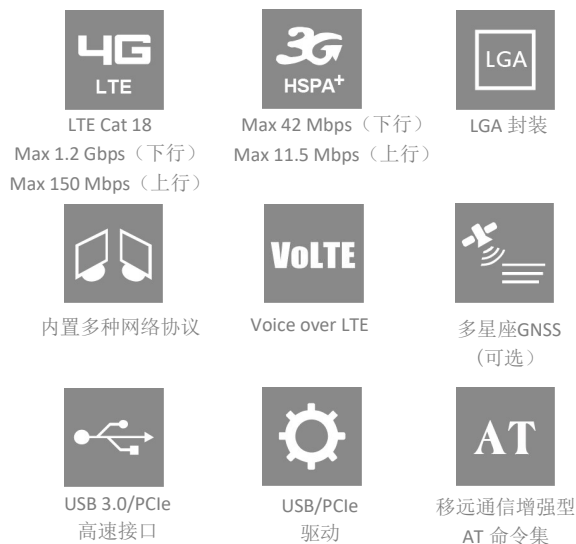 4G
LTE
3G
HSPA+
LGA
LTE Cat 18
Max 1.2 Gbps（下行）
Max 150 Mbps（上行）
Max 42 Mbps（下行）
Max 11.5 Mbps（上行）
LGA 封装
VoLTE
内置多种网络协议
Voice over LTE
多星座GNSS
(可选）
AT
USB 3.0/PCIe
高速接口
USB/PCIe
驱动
移远通信增强型
AT 命令集